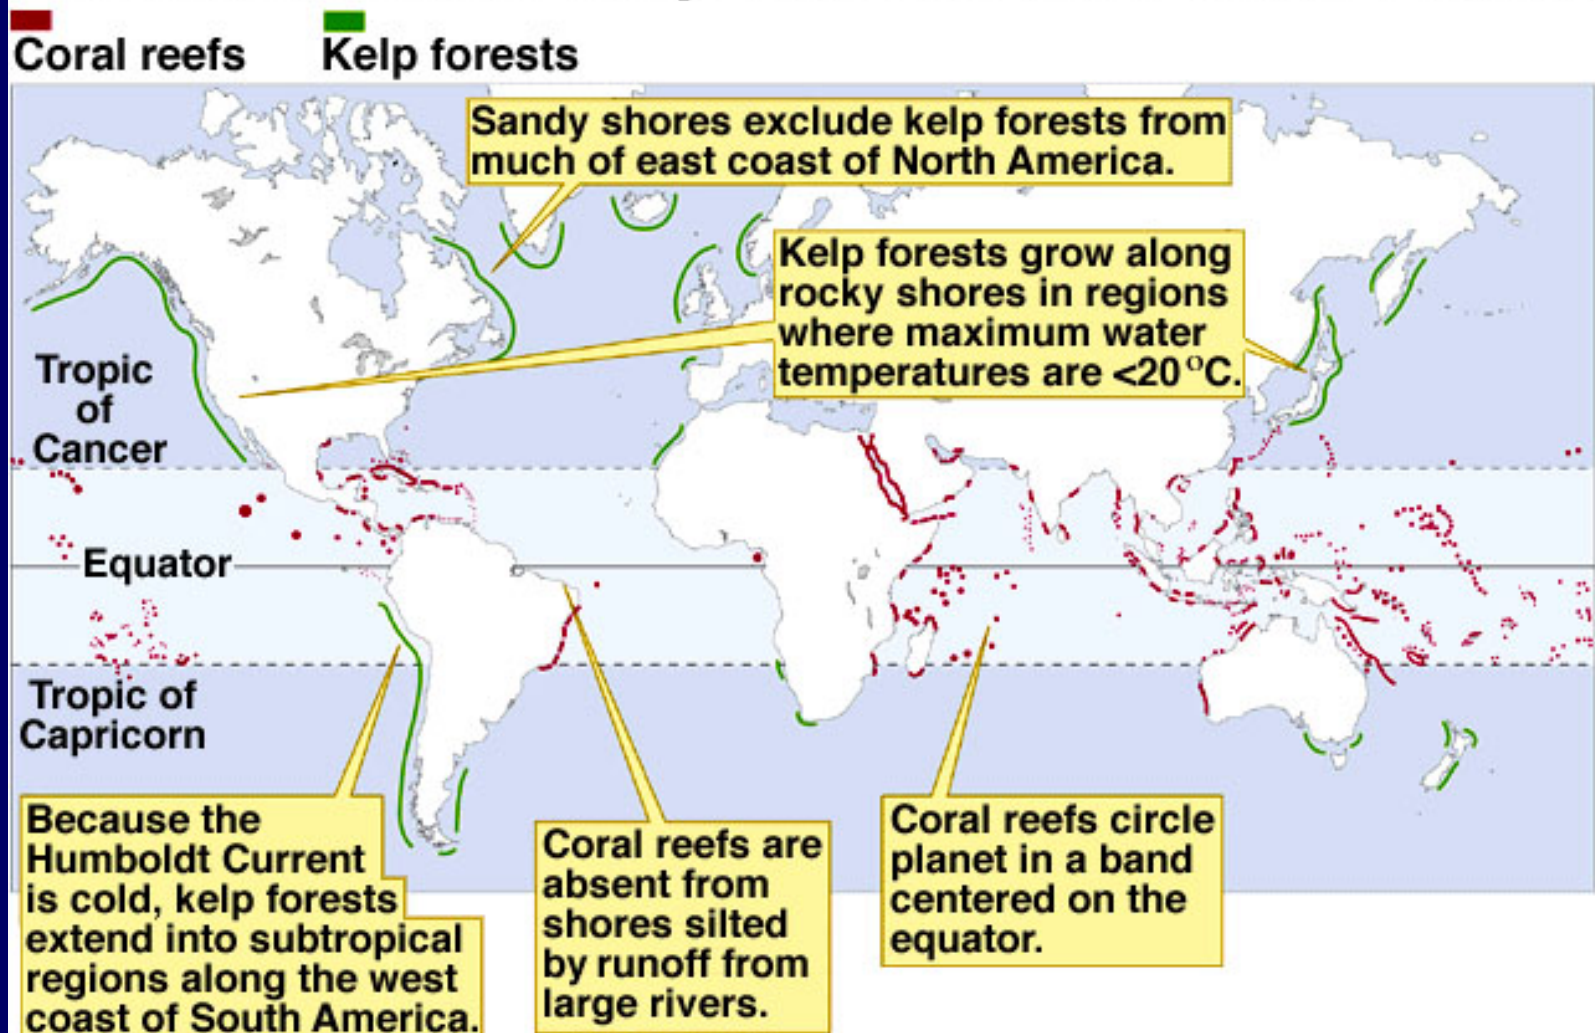 Coral reefs
Kelp forests
Sandy shores exclude kelp forests from
much of east coast of North America.
Kelp forests grow along
rocky shores in regions
where maximum water
temperatures are <20°C.
Tropic
of
Cancer
Equator
Tropic of
Capricorn
Because the
Humboldt Current
is cold, kelp forests
extend into subtropical
regions along the west
coast of South America.
Coral reefs are
absent from
shores silted
by runoff from
large rivers.
Coral reefs circle
planet in a band
centered on the
equator.